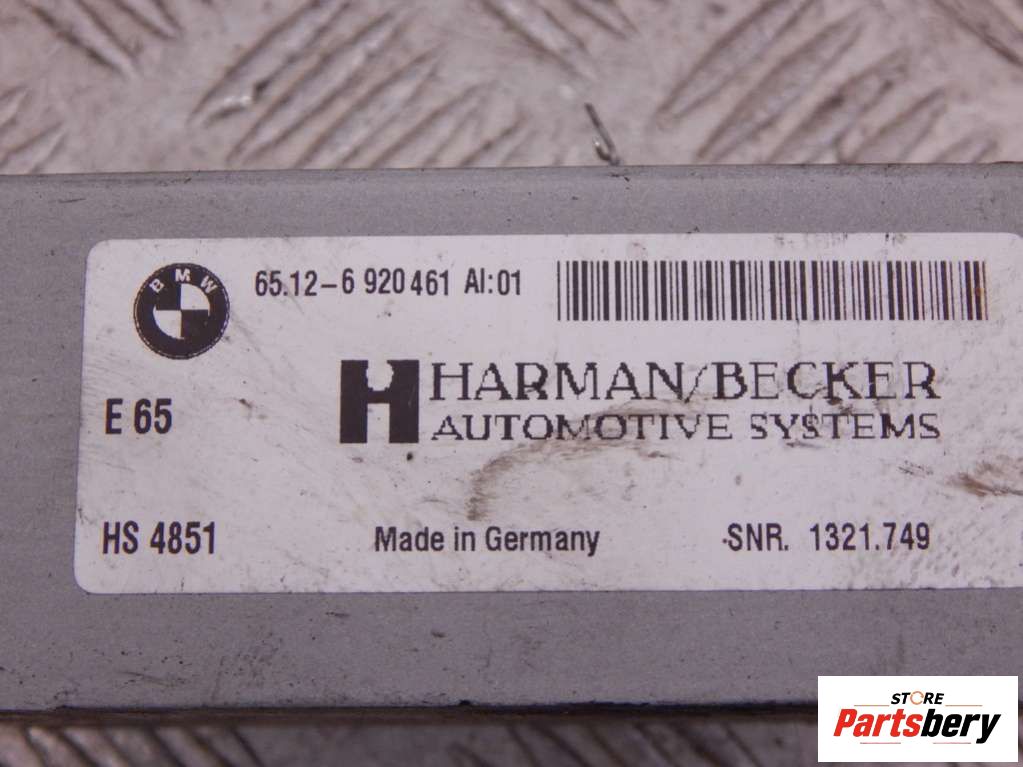 BMW
65.12-6 920461 AI:01
HARMAN/BECKER
AUTOMOTIVE SYSTEMS
E 65
HS 4851
Made in Germany
SNR. 1321.749
STORE
Partsbery